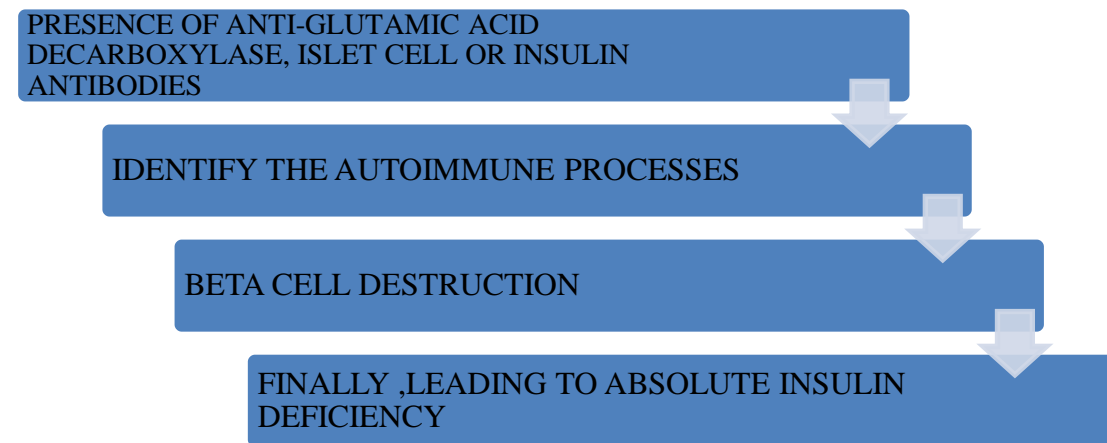 PRESENCE OF ANTI-GLUTAMIC ACID
DECARBOXYLASE, ISLET CELL OR INSULIN
ANTIBODIES
IDENTIFY THE AUTOIMMUNE PROCESSES
BETA CELL DESTRUCTION
FINALLY ,LEADING TO ABSOLUTE INSULIN
DEFICIENCY